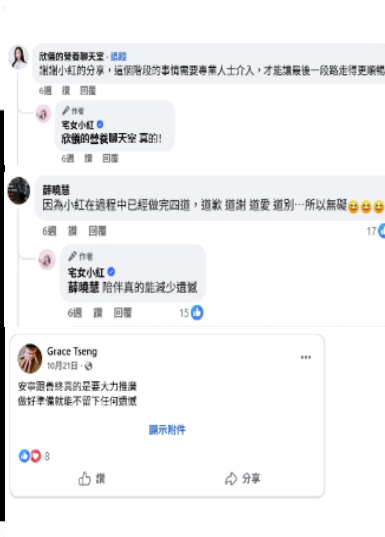 欣儀的營養聊天室 · 追蹤
謝謝小紅的分享，這個階段的事情需要專業人士介入，才能讓最後一段路走得更順暢
6週 讚 回覆
作者
宅女小紅
欣儀的營養聊天室 真的!
6週 讚 回覆
薛曉慧
因為小紅在過程中已經做完四道，道歉 道謝 道愛 道別…所以無礙😄😄😄
6週 讚 回覆 17
作者
宅女小紅
薛曉慧 陪伴真的能減少遺憾
6週 讚 回覆 15
Grace Tseng
10月21日 ·
安寧跟善終真的是要大力推廣
做好準備就能不留下任何遺憾
顯示附件
8
讚 分享